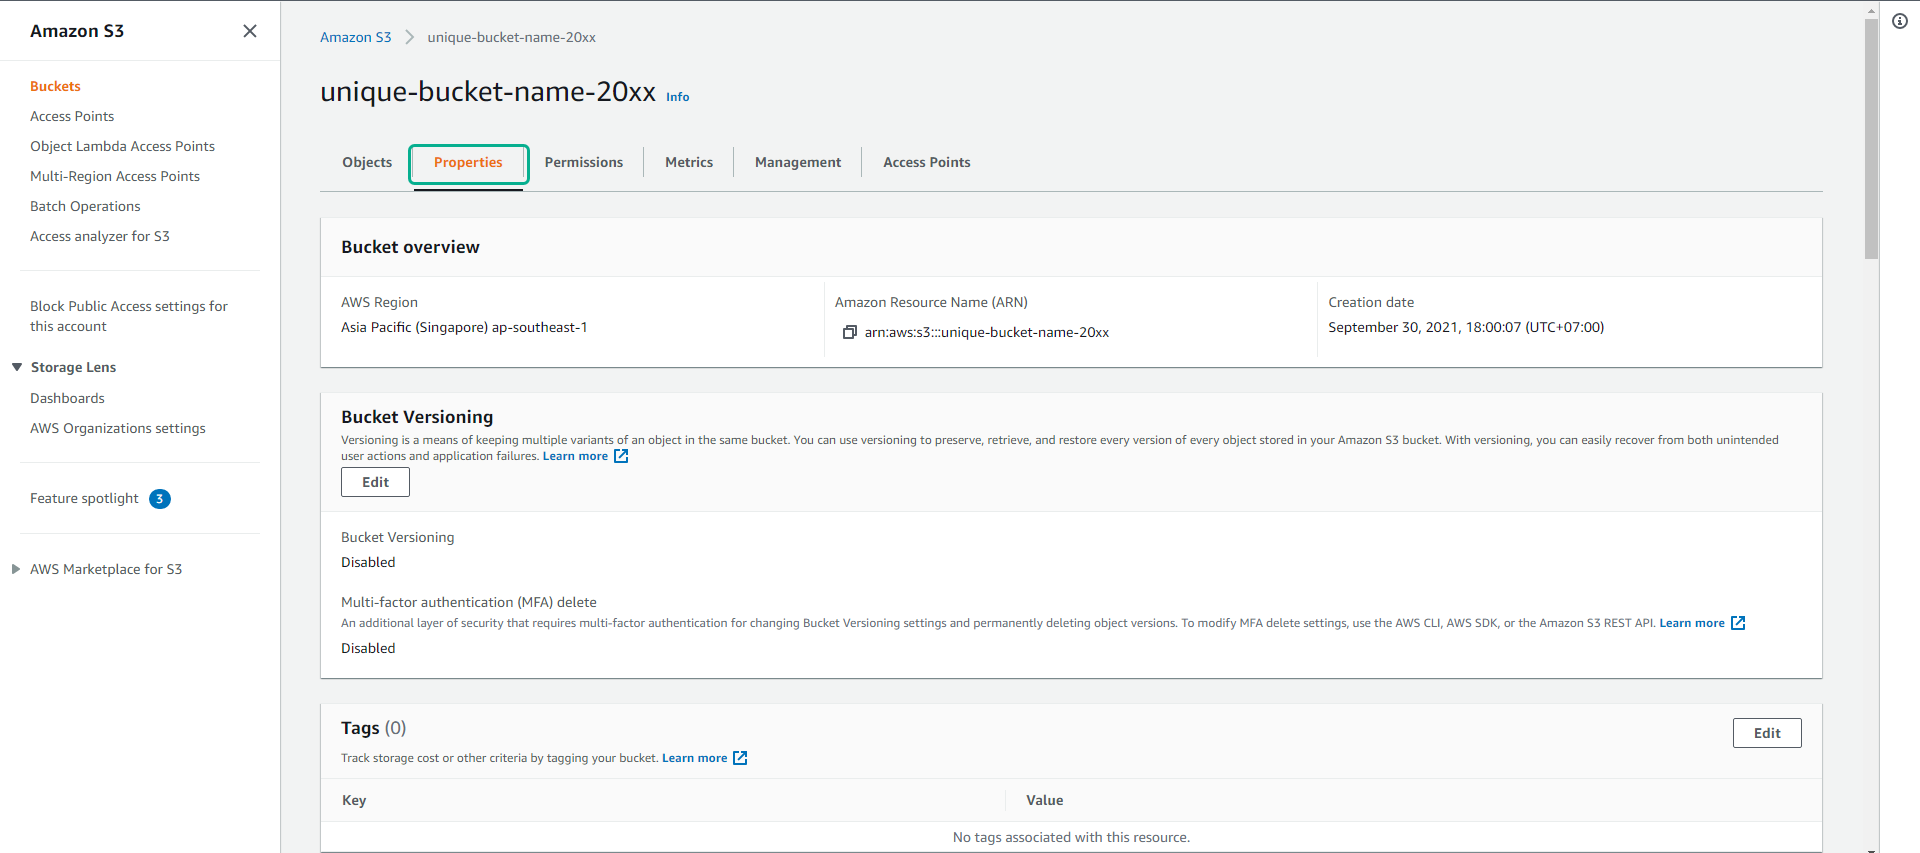 Amazon S3
Buckets
Access Points
Object Lambda Access Points
Multi-Region Access Points
Batch Operations
Access analyzer for S3
Block Public Access settings for
this account
Storage Lens
Dashboards
AWS Organizations settings
Feature spotlight 3
AWS Marketplace for S3
Amazon S3 unique-bucket-name-20xx
unique-bucket-name-20xx Info
Objects Properties Permissions Metrics Management Access Points
Bucket overview
AWS Region
Asia Pacific (Singapore) ap-southeast-1
Amazon Resource Name (ARN)
arn:aws:s3:::unique-bucket-name-20xx
Creation date
September 30, 2021, 18:00:07 (UTC+07:00)
Bucket Versioning
Versioning is a means of keeping multiple variants of an object in the same bucket. You can use versioning to preserve, retrieve, and restore every version of every object stored in your Amazon S3 bucket. With versioning, you can easily recover from both unintended
user actions and application failures. Learn more
Edit
Bucket Versioning
Disabled
Multi-factor authentication (MFA) delete
An additional layer of security that requires multi-factor authentication for changing Bucket Versioning settings and permanently deleting object versions. To modify MFA delete settings, use the AWS CLI, AWS SDK, or the Amazon S3 REST API. Learn more
Disabled
Tags (0)
Edit
Track storage cost or other criteria by tagging your bucket. Learn more
Key Value
No tags associated with this resource.